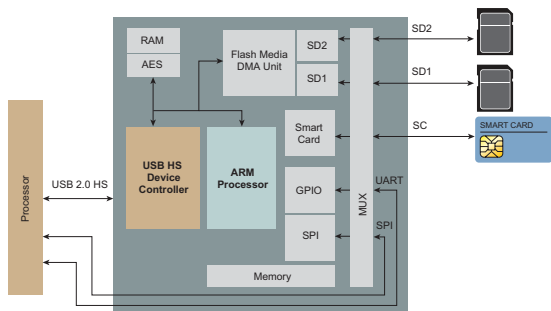 RAM
AES
Flash Media
DMA Unit
SD2
SD1
SD2
SD1
SC
SMART CARD
Smart
Card
USB HS
Device
Controller
ARM
Processor
GPIO
SPI
MUX
UART
SPI
Memory
Processor
USB 2.0 HS